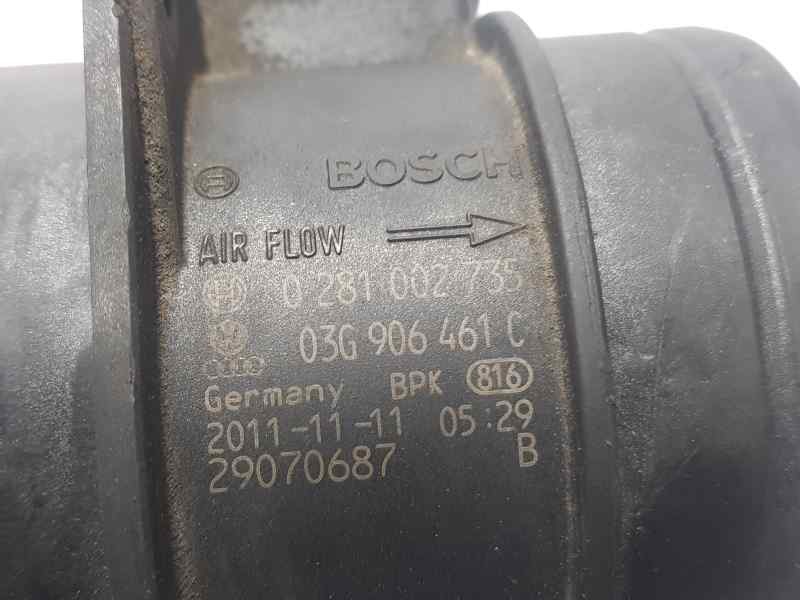 BOSCH
AIR FLOW
0 281 002 735
03G 906 461 C
Germany BPK 816
2011-11-11 05:29
29070687 B